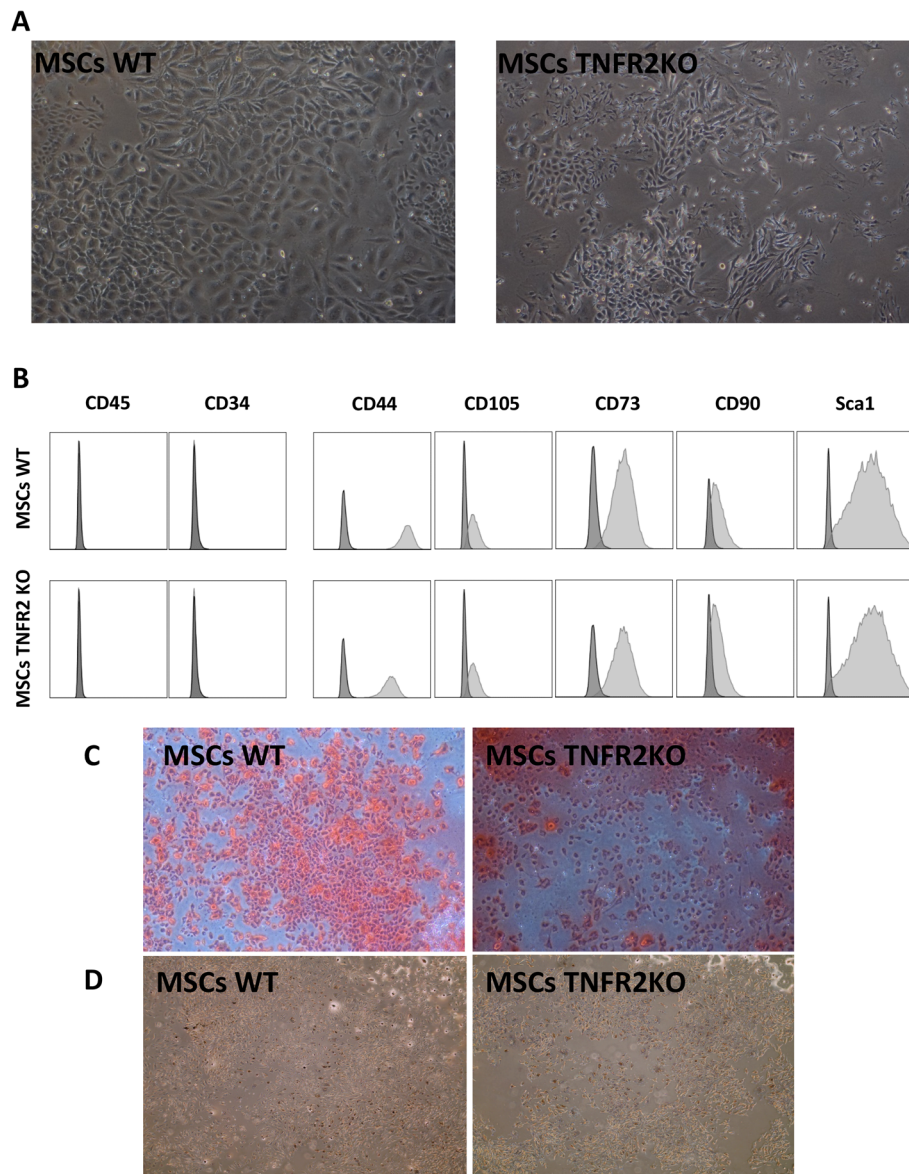 A
MSCs WT
MSCs TNFR2KO
B
CD45
CD34
CD44
CD105
CD73
CD90
Sca1
MSCs WT
MSCs TNFR2 KO
C
MSCs WT
MSCs TNFR2KO
D
MSCs WT
MSCs TNFR2KO